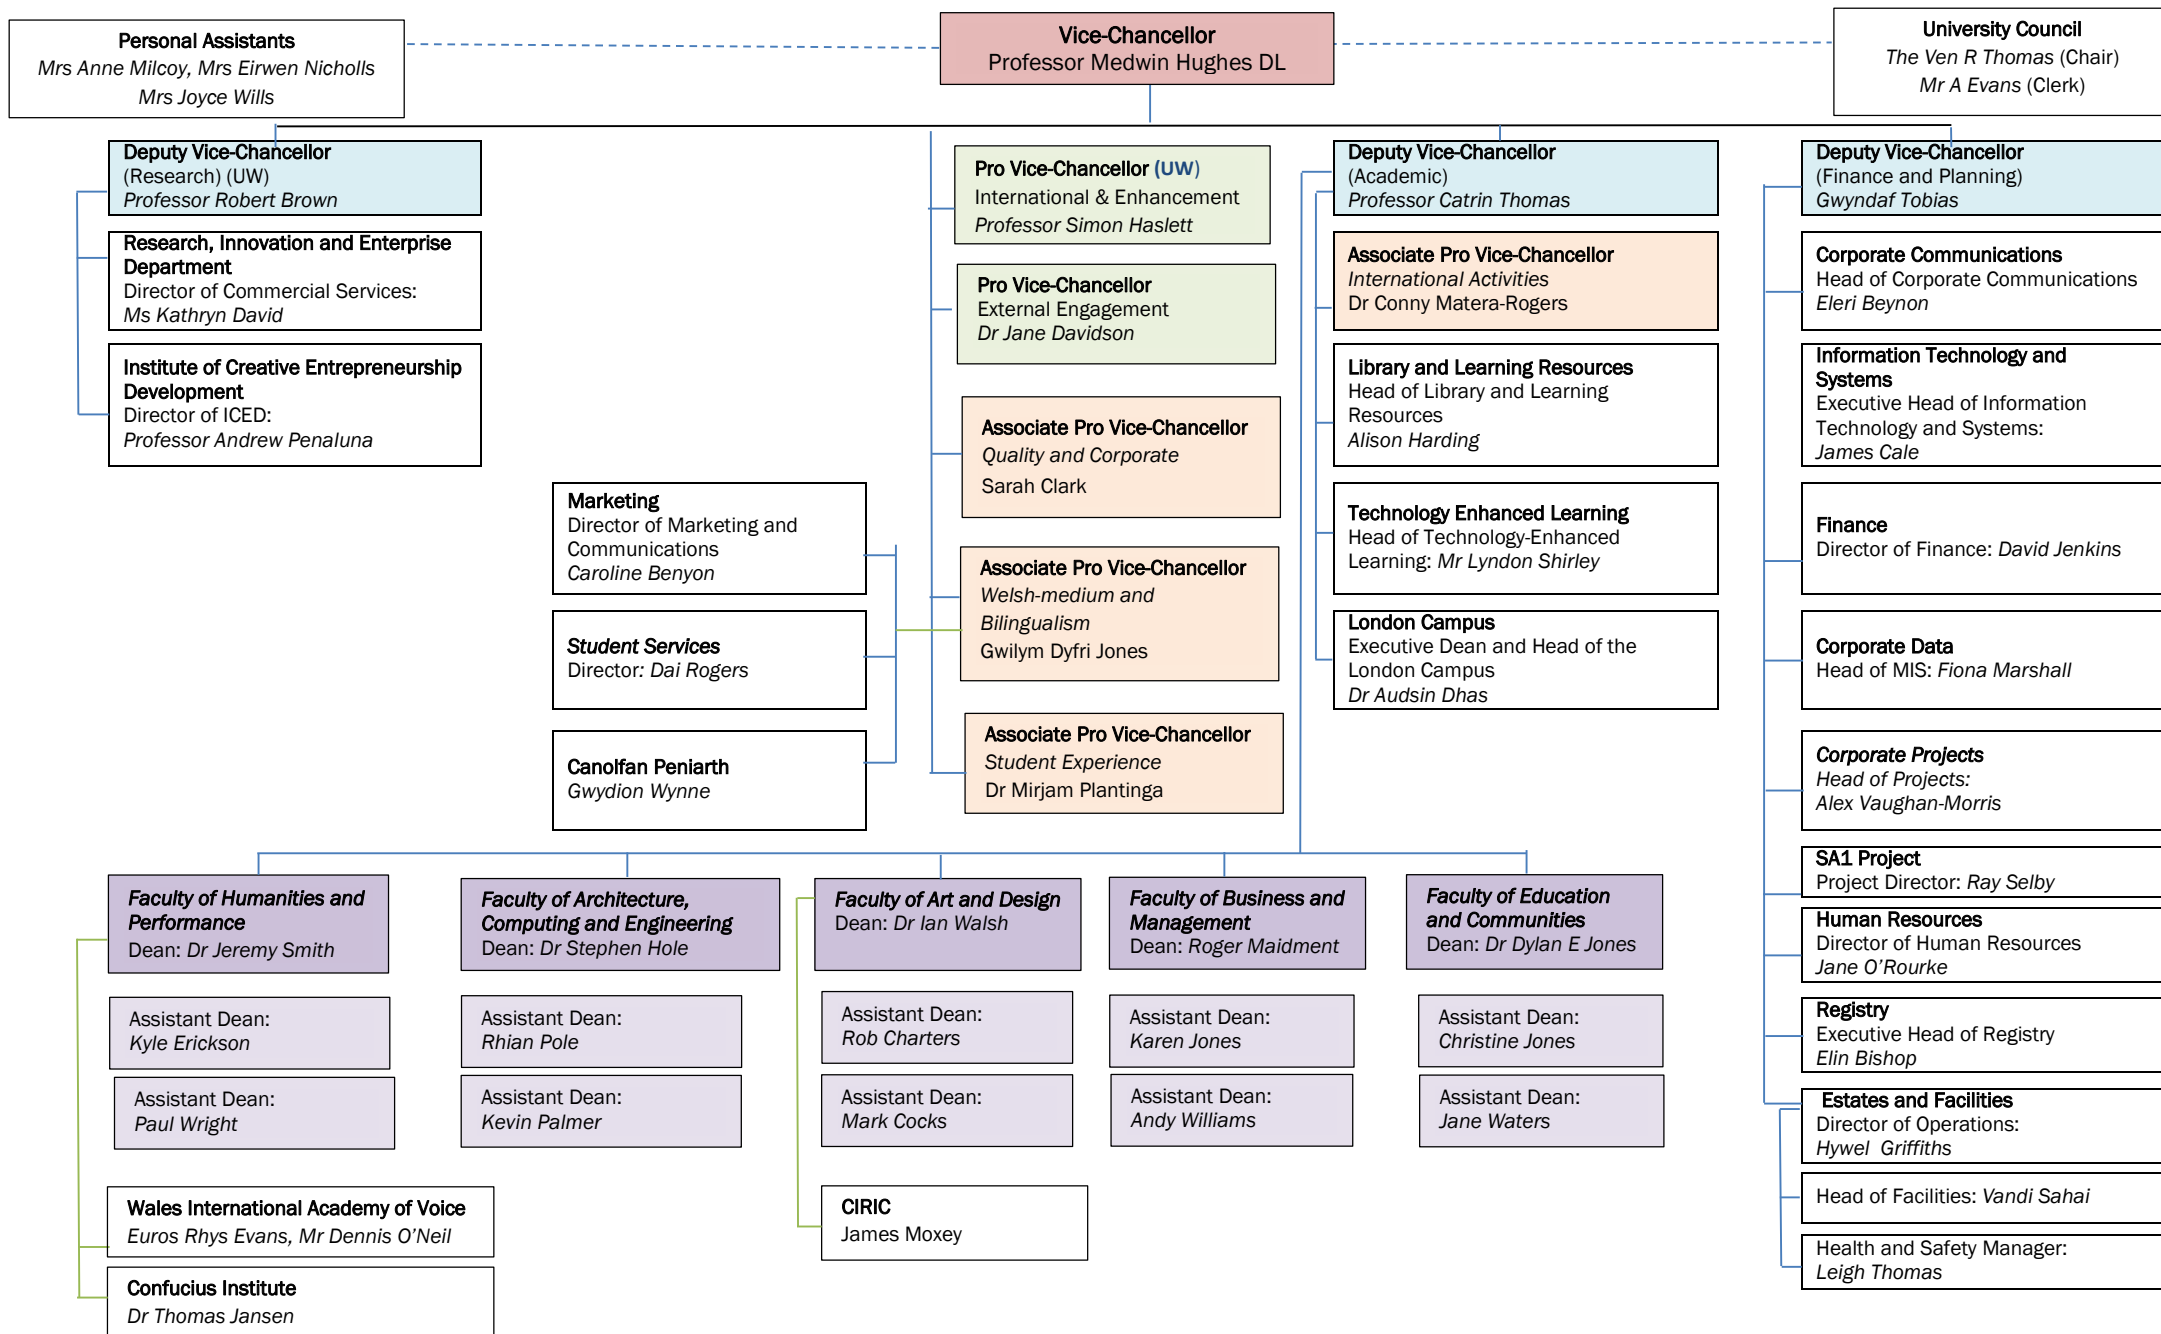 Personal Assistants
Mrs Anne Milcoy, Mrs Eirwen Nicholls
Mrs Joyce Wills
Vice-Chancellor
Professor Medwin Hughes DL
University Council
The Ven R Thomas (Chair)
Mr A Evans (Clerk)
Deputy Vice-Chancellor
(Research) (UW)
Professor Robert Brown
Research, Innovation and Enterprise
Department
Director of Commercial Services:
Ms Kathryn David
Institute of Creative Entrepreneurship
Development
Director of ICED:
Professor Andrew Penaluna
Pro Vice-Chancellor (UW)
International & Enhancement
Professor Simon Haslett
Pro Vice-Chancellor
External Engagement
Dr Jane Davidson
Associate Pro Vice-Chancellor
Quality and Corporate
Sarah Clark
Associate Pro Vice-Chancellor
Welsh-medium and
Bilingualism
Gwilym Dyfri Jones
Associate Pro Vice-Chancellor
Student Experience
Dr Mirjam Plantinga
Marketing
Director of Marketing and
Communications
Caroline Benyon
Student Services
Director: Dai Rogers
Canolfan Peniarth
Gwydion Wynne
Deputy Vice-Chancellor
(Academic)
Professor Catrin Thomas
Associate Pro Vice-Chancellor
International Activities
Dr Conny Matera-Rogers
Library and Learning Resources
Head of Library and Learning
Resources
Alison Harding
Technology Enhanced Learning
Head of Technology-Enhanced
Learning: Mr Lyndon Shirley
London Campus
Executive Dean and Head of the
London Campus
Dr Audsin Dhas
Deputy Vice-Chancellor
(Finance and Planning)
Gwyndaf Tobias
Corporate Communications
Head of Corporate Communications
Eleri Beynon
Information Technology and
Systems
Executive Head of Information
Technology and Systems:
James Cale
Finance
Director of Finance: David Jenkins
Corporate Data
Head of MIS: Fiona Marshall
Corporate Projects
Head of Projects:
Alex Vaughan-Morris
SA1 Project
Project Director: Ray Selby
Human Resources
Director of Human Resources
Jane O'Rourke
Registry
Executive Head of Registry
Elin Bishop
Estates and Facilities
Director of Operations:
Hywel Griffiths
Head of Facilities: Vandi Sahai
Health and Safety Manager:
Leigh Thomas
Faculty of Humanities and
Performance
Dean: Dr Jeremy Smith
Assistant Dean:
Kyle Erickson
Assistant Dean:
Paul Wright
Wales International Academy of Voice
Euros Rhys Evans, Mr Dennis O'Neil
Confucius Institute
Dr Thomas Jansen
Faculty of Architecture,
Computing and Engineering
Dean: Dr Stephen Hole
Assistant Dean:
Rhian Pole
Assistant Dean:
Kevin Palmer
Faculty of Art and Design
Dean: Dr Ian Walsh
Assistant Dean:
Rob Charters
Assistant Dean:
Mark Cocks
CIRIC
James Moxey
Faculty of Business and
Management
Dean: Roger Maidment
Assistant Dean:
Karen Jones
Assistant Dean:
Andy Williams
Faculty of Education
and Communities
Dean: Dr Dylan E Jones
Assistant Dean:
Christine Jones
Assistant Dean:
Jane Waters